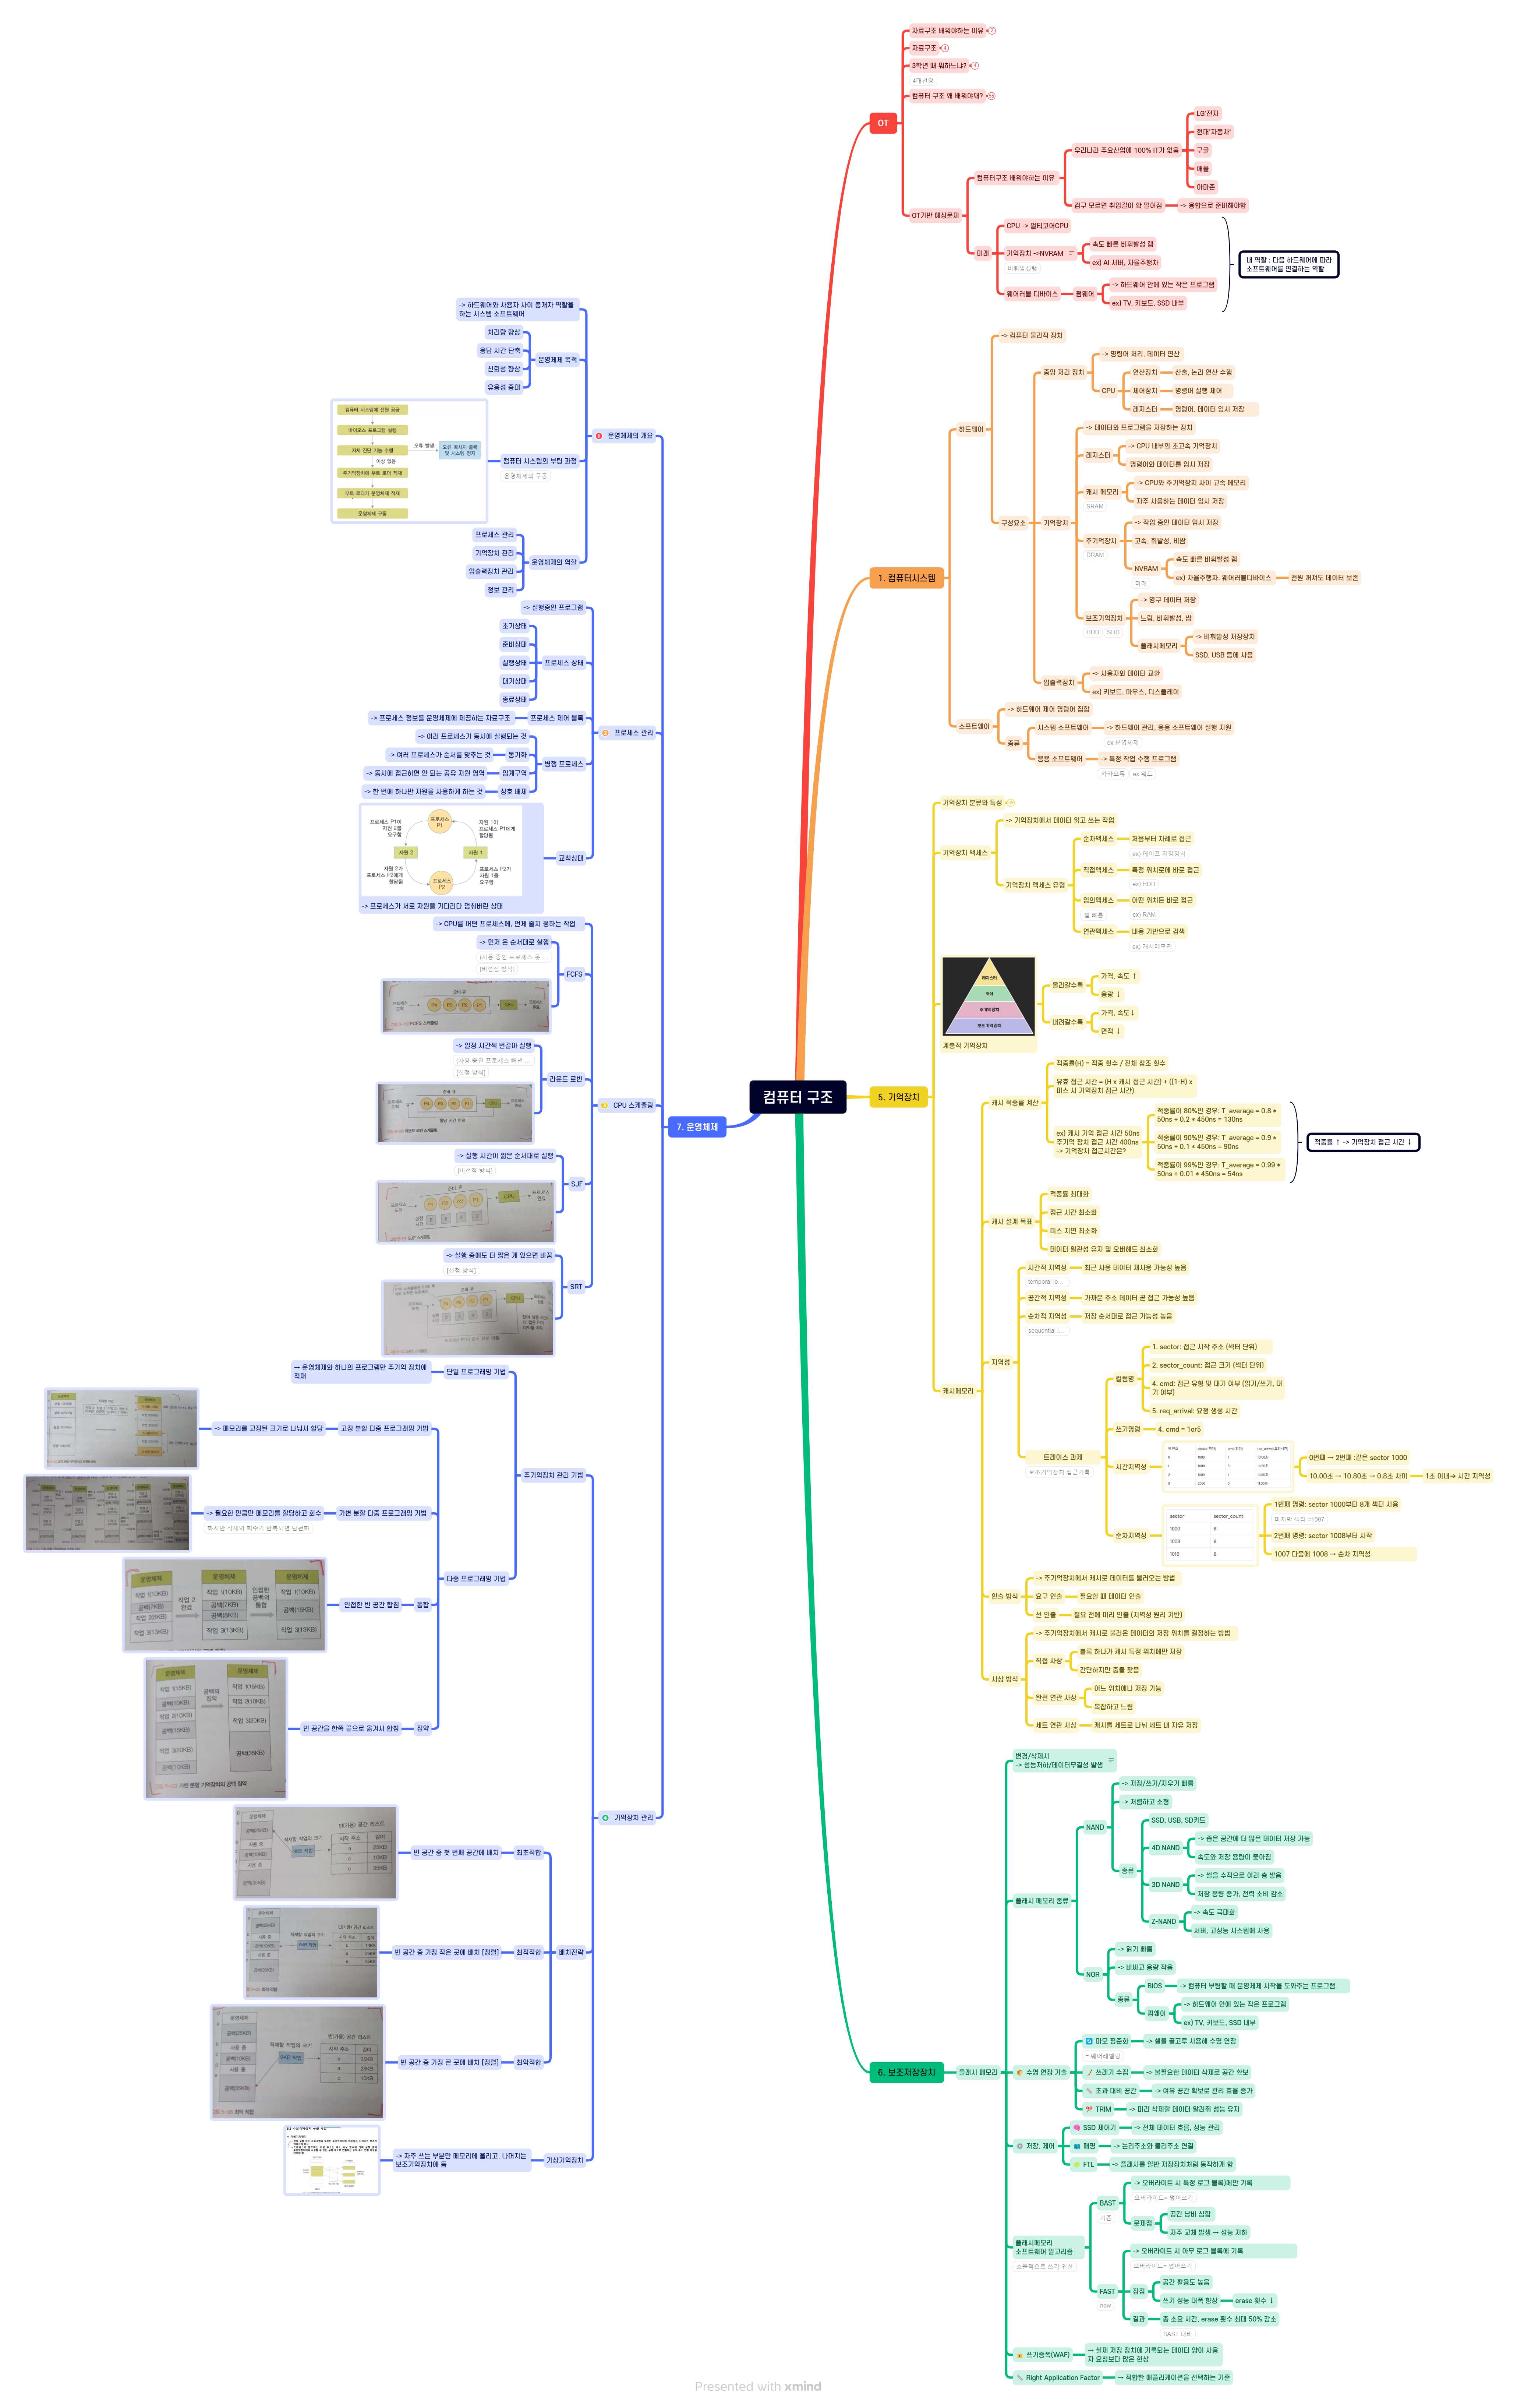 컴퓨터 구조
OT
자료구조 배워야하는 이유
자료구조
3학년 때 뭐하느냐?
4대천왕
컴퓨터 구조 왜 배워야돼?
OT기반 예상문제
컴퓨터구조 배워야하는 이유
우리나라 주요산업에 100% IT가 없음
LG'전자
현대'자동차'
구글
애플
아마존
컴구 모르면 취업길이 확 떨어짐
-> 융합으로 준비해야함
미래
CPU -> 멀티코어CPU
기억장치 ->NVRAM
비휘발성램
속도 빠른 비휘발성 램
ex) AI 서버, 자율주행차
웨어러블 디바이스
펌웨어
-> 하드웨어 안에 있는 작은 프로그램
ex) TV, 키보드, SSD 내부
내 역할 : 다음 하드웨어에 따라
소프트웨어를 연결하는 역할
1. 컴퓨터시스템
하드웨어
-> 컴퓨터 물리적 장치
구성요소
중앙 저리 장치
-> 명령어 처리, 데이터 연산
CPU
연산장치
산술, 논리 연산 수행
제어장치
명령어 실행 제어
레지스터
명령어, 데이터 임시 저장
기억장치
-> 데이터와 프로그램을 저장하는 장치
레지스터
-> CPU 내부의 초고속 기억장치
명령어와 데이터를 임시 저장
캐시 메모리
SRAM
-> CPU와 주기억장치 사이 고속 메모리
자주 사용하는 데이터 임시 저장
주기억장치
DRAM
-> 작업 중인 데이터 임시 저장
고속, 휘발성, 비쌈
NVRAM
미래
속도 빠른 비휘발성 램
ex) 자율주행차, 웨어러블디바이스
전원 꺼져도 데이터 보존
보조기억장치
HDD
SDD
-> 영구 데이터 저장
느림, 비휘발성, 쌈
플래시메모리
-> 비휘발성 저장장치
SSD, USB 등에 사용
입출력장치
-> 사용자와 데이터 교환
ex) 키보드, 마우스, 디스플레이
소프트웨어
-> 하드웨어 제어 명령어 집합
종류
시스템 소프트웨어
-> 하드웨어 관리, 응용 소프트웨어 실행 지원
ex 운영체제
응용 소프트웨어
-> 특정 작업 수행 프로그램
카카오톡
ex 워드
5. 기억장치
기억장치 분류와 특성
기억장치 액세스
-> 기억장치에서 데이터 읽고 쓰는 작업
기억장치 액세스 유형
순차액세스
처음부터 차례로 접근
ex) 테이프 저장장치
직접액세스
특정 위치로에 바로 접근
ex) HDD
임의액세스
젤 빠름
어떤 위치든 바로 접근
ex) RAM
연관액세스
내용 기반으로 검색
ex) 캐시메모리
레지스터
캐시
주 기억 장치
보조 기억 장치
계층적 기억장치
올라갈수록
가격, 속도 ↑
용량 ↓
내려갈수록
가격, 속도↓
면적 ↓
캐시메모리
캐시 적중률 계산
적중률(H) = 적중 횟수 / 전체 참조 횟수
유효 접근 시간 = (H x 캐시 접근 시간) + ((1-H) x
미스 시 기억장치 접근 시간)
ex) 캐시 기억 접근 시간 50ns
주기억 장치 접근 시간 400ns
-> 기억장치 접근시간은?
적중률이 80%인 경우: T_average = 0.8 *
50ns + 0.2 * 450ns = 130ns
적중률이 90%인 경우: T_average = 0.9 *
50ns + 0.1 * 450ns = 90ns
적중률이 99%인 경우: T_average = 0.99 *
50ns + 0.01 * 450ns = 54ns
적중률 ↑ -> 기억장치 접근 시간 ↓
캐시 설계 목표
적중률 최대화
접근 시간 최소화
미스 지연 최소화
데이터 일관성 유지 및 오버헤드 최소화
지역성
시간적 지역성
temporal lo...
최근 사용 데이터 재사용 가능성 높음
공간적 지역성
가까운 주소 데이터 곧 접근 가능성 높음
순차적 지역성
sequential l...
저장 순서대로 접근 가능성 높음
트레이스 과제
보조기억장치 접근기록
컬럼명
1. sector: 접근 시작 주소 (섹터 단위)
2. sector_count: 접근 크기 (섹터 단위)
4. cmd: 접근 유형 및 대기 여부 (읽기/쓰기, 대
기 여부)
5. req_arrival: 요청 생성 시간
쓰기명령
4. cmd = 1or5
시간지역성
0번째 → 2번째 :같은 sector 1000
10.00초 → 10.80초 → 0.8초 차이
1초 이내→ 시간 지역성
순차지역성
sector sector_count
1000 8
1008 8
1016 8
1번째 명령: sector 1000부터 8개 섹터 사용
마지막 섹터 =1007
2번째 명령: sector 1008부터 시작
1007 다음에 1008 → 순차 지역성
인출 방식
-> 주기억장치에서 캐시로 데이터를 불러오는 방법
요구 인출
필요할 때 데이터 인출
선 인출
필요 전에 미리 인출 (지역성 원리 기반)
사상 방식
-> 주기억장치에서 캐시로 불러온 데이터의 저장 위치를 결정하는 방법
직접 사상
블록 하나가 캐시 특정 위치에만 저장
간단하지만 충돌 잦음
완전 연관 사상
어느 위치에나 저장 가능
복잡하고 느림
세트 연관 사상
캐시를 세트로 나눠 세트 내 자유 저장
6. 보조저장장치
플래시 메모리
변경/삭제시
-> 성능저하/데이터무결성 발생
플래시 메모리 종류
NAND
-> 저장/쓰기/지우기 빠름
-> 저렴하고 소형
종류
SSD, USB, SD카드
4D NAND
-> 좁은 공간에 더 많은 데이터 저장 가능
속도와 저장 용량이 좋아짐
3D NAND
-> 셀을 수직으로 여러 층 쌓음
저장 용량 증가, 전력 소비 감소
Z-NAND
-> 속도 극대화
서버, 고성능 시스템에 사용
NOR
-> 읽기 빠름
-> 비싸고 용량 작음
종류
BIOS
-> 컴퓨터 부팅할 때 운영체제 시작을 도와주는 프로그램
펌웨어
-> 하드웨어 안에 있는 작은 프로그램
ex) TV, 키보드, SSD 내부
수명 연장 기술
마모 평준화
= 웨어레벨링
-> 셀을 골고루 사용해 수명 연장
쓰레기 수집
-> 불필요한 데이터 삭제로 공간 확보
초과 대비 공간
-> 여유 공간 확보로 관리 효율 증가
TRIM
-> 미리 삭제할 데이터 알려줘 성능 유지
저장, 제어
SSD 제어기
-> 전체 데이터 흐름, 성능 관리
매핑
-> 논리주소와 물리주소 연결
FTL
-> 플래시를 일반 저장장치처럼 동작하게 함
플래시메모리
소프트웨어 알고리즘
효율적으로 쓰기 위한
BAST
기존
-> 오버라이트 시 특정 로그 블록)에만 기록
오버라이트= 덮어쓰기
문제점
공간 낭비 심함
자주 교체 발생 → 성능 저하
FAST
new
-> 오버라이트 시 아무 로그 블록에 기록
오버라이트= 덮어쓰기
장점
공간 활용도 높음
쓰기 성능 대폭 향상
erase 횟수 ↓
결과
총 소요 시간, erase 횟수 최대 50% 감소
BAST 대비
쓰기증폭(WAF)
→ 실제 저장 장치에 기록되는 데이터 양이 사용
자 요청보다 많은 현상
Right Application Factor
→ 적합한 애플리케이션을 선택하는 기준
7. 운영체제
운영체제의 개요
-> 하드웨어와 사용자 사이 중개자 역할을
하는 시스템 소프트웨어
운영체제 목적
처리량 향상
응답 시간 단축
신뢰성 향상
유용성 증대
컴퓨터 시스템의 부팅 과정
운영체제의 구동
컴퓨터 시스템에 전원 공급
바이오스 프로그램 실행
자체 진단 기능 수행
오류 발생
오류 메시지 출력
및 시스템 정지
이상 없음
주기억장치에 부트 로더 적재
부트 로더가 운영체제 적재
운영체제 구동
운영체제의 역할
프로세스 관리
기억장치 관리
입출력장치 관리
정보 관리
프로세스 관리
-> 실행중인 프로그램
프로세스 상태
초기상태
준비상태
실행상태
대기상태
종료상태
프로세스 제어 블록
-> 프로세스 정보를 운영체제에 제공하는 자료구조
병행 프로세스
-> 여러 프로세스가 동시에 실행되는 것
동기화
-> 여러 프로세스가 순서를 맞추는 것
임계구역
-> 동시에 접근하면 안 되는 공유 자원 영역
상호 배제
-> 한 번에 하나만 자원을 사용하게 하는 것
교착상태
프로세스 P1이
자원 2를
요구함
프로세스
P1
자원 1이
프로세스 P1에게
할당됨
자원 2
자원 1
자원 2가
프로세스 P2에게
할당됨
프로세스
P2
프로세스 P2가
자원 1을
요구함
-> 프로세스가 서로 자원을 기다리다 멈춰버린 상태
CPU 스케줄링
-> CPU를 어떤 프로세스에, 언제 줄지 정하는 작업
FCFS
-> 먼저 온 순서대로 실행
(사용 중인 프로세스 못 ...
[비선점 방식]
라운드 로빈
-> 일정 시간씩 번갈아 실행
(사용 중인 프로세스 빼낼 ...
[선점 방식]
SJF
-> 실행 시간이 짧은 순서대로 실행
[비선점 방식]
SRT
-> 실행 중에도 더 짧은 게 있으면 바꿈
[선점 방식]
기억장치 관리
주기억장치 관리 기법
단일 프로그래밍 기법
→ 운영체제와 하나의 프로그램만 주기억 장치에
적재
다중 프로그래밍 기법
고정 분할 다중 프로그래밍 기법
-> 메모리를 고정된 크기로 나눠서 할당
가변 분할 다중 프로그래밍 기법
-> 필요한 만큼만 메모리를 할당하고 회수
하지만 적재와 회수가 반복되면 단편화
통합
인접한 빈 공간 합침
운영체제
작업 1(10KB)
공백(7KB)
작업 2(8KB)
작업 3(13KB)
작업 2
완료
운영체제
작업 1(10KB)
공백(7KB)
공백(8KB)
작업 3(13KB)
인접한
공백의
통합
운영체제
작업 1(10KB)
공백(15KB)
작업 3(13KB)
집약
빈 공간을 한쪽 끝으로 옮겨서 합침
운영체제
작업 1(15KB)
공백(10KB)
작업 2(10KB)
공백(15KB)
작업 3(20KB)
공백(10KB)
공백의
집약
운영체제
작업 1(15KB)
작업 2(10KB)
작업 3(20KB)
공백(35KB)
가변 분할 기억장치의 공백 집약
배치전략
최초적합
빈 공간 중 첫 번째 공간에 배치
최적적합
빈 공간 중 가장 작은 곳에 배치 [정렬]
최악적합
빈 공간 중 가장 큰 곳에 배치 [정렬]
가상기억장치
-> 자주 쓰는 부분만 메모리에 올리고, 나머지는
보조기억장치에 둠
Presented with xmind